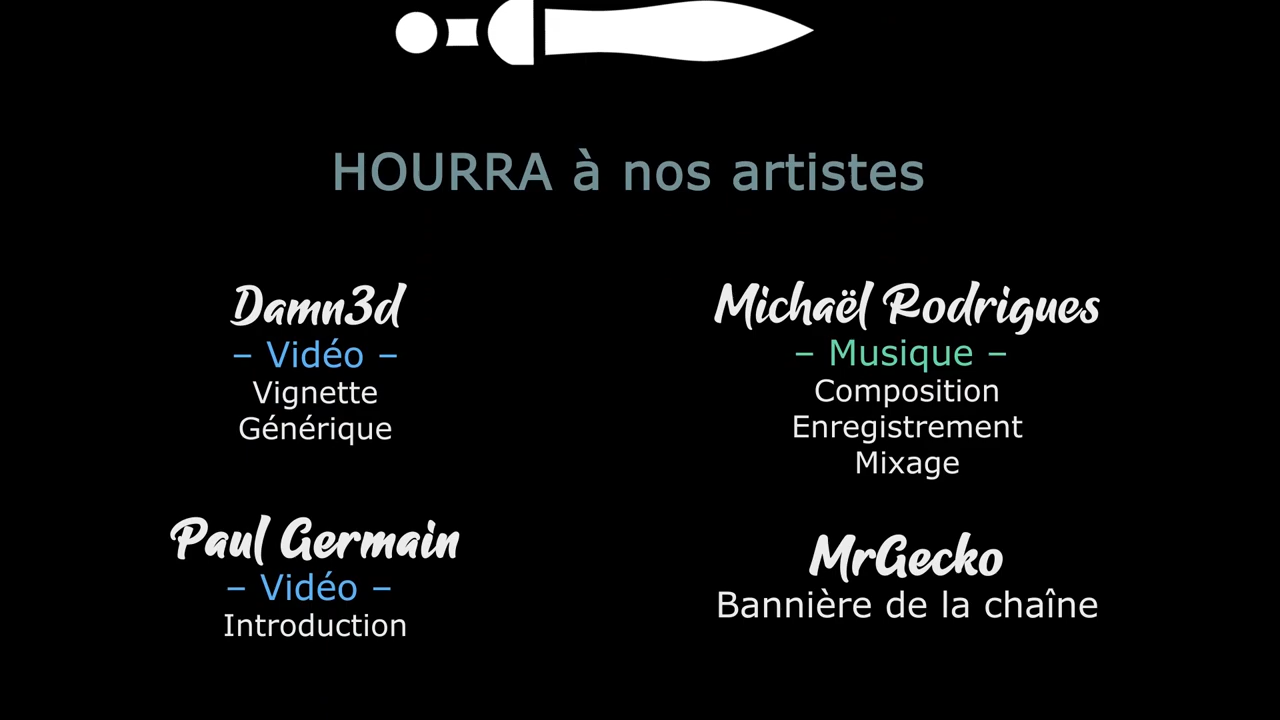 HOURRA à nos artistes
Damn3d
– Vidéo –
Vignette
Générique
Michaël Rodrigues
– Musique –
Composition
Enregistrement
Mixage
Paul Germain
– Vidéo –
Introduction
MrGecko
Bannière de la chaîne